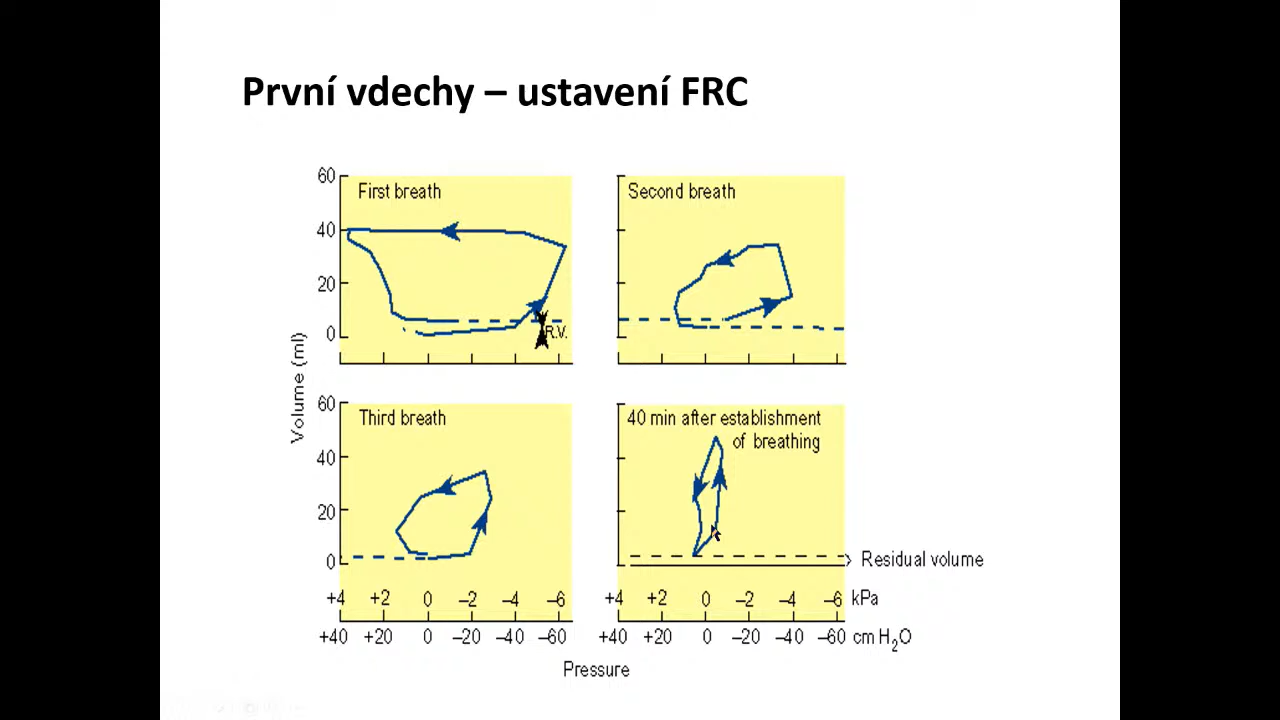 První vdechy – ustavení FRC
60
First breath
40
20
0
R.V.
Second breath
Volume (ml)
60
Third breath
40
20
0
40 min after establishment
of breathing
Residual volume
+4 +2 0 –2 –4 –6
+4 +2 0 –2 –4 –6 kPa
+40 +20 0 –20 –40 –60
+40 +20 0 –20 –40 –60 cm H₂O
Pressure